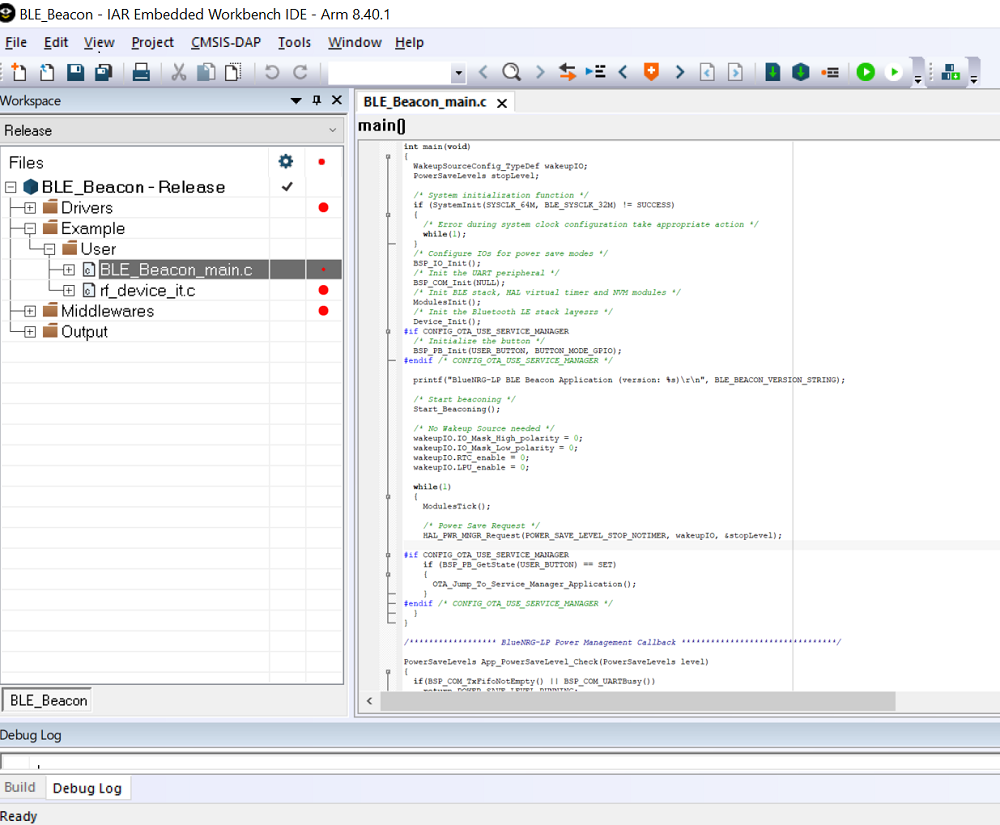 BLE_Beacon - IAR Embedded Workbench IDE - Arm 8.40.1
File Edit View Project CMSIS-DAP Tools Window Help
Workspace
Release
Files
BLE_Beacon - Release
Drivers
Example
User
BLE_Beacon_main.c
rf_device_it.c
Middlewares
Output
BLE_Beacon
BLE_Beacon_main.c
main()
int main(void)
{
WakeupSourceConfig_TypeDef wakeupIO;
PowerSaveLevels stopLevel;
/* System initialization function */
if (SystemInit(SYSCLK_64M, BLE_SYSCLK_32M) != SUCCESS)
{
/* Error during system clock configuration take appropriate action */
while(1);
}
/* Configure IOs for power save modes */
BSP_IO_Init();
/* Init the UART peripheral */
BSP_COM_Init(NULL);
/* Init BLE stack, HAL virtual timer and NVM modules */
ModulesInit();
/* Init the Bluetooth LE stack layesrs */
Device_Init();
#if CONFIG_OTA_USE_SERVICE_MANAGER
/* Initialize the button */
BSP_PB_Init(USER_BUTTON, BUTTON_MODE_GPIO);
#endif /* CONFIG_OTA_USE_SERVICE_MANAGER */
printf("BlueNRG-LP BLE Beacon Application (version: %s)\r\n", BLE_BEACON_VERSION_STRING);
/* Start beaconing */
Start_Beaconing();
/* No Wakeup Source needed */
wakeupIO.IO_Mask_High_polarity = 0;
wakeupIO.IO_Mask_Low_polarity = 0;
wakeupIO.RTC_enable = 0;
wakeupIO.LPU_enable = 0;
while(1)
{
ModulesTick();
/* Power Save Request */
HAL_PWR_MNGR_Request(POWER_SAVE_LEVEL_STOP_NOTIMER, wakeupIO, &stopLevel);
#if CONFIG_OTA_USE_SERVICE_MANAGER
if (BSP_PB_GetState(USER_BUTTON) == SET)
{
OTA_Jump_To_Service_Manager_Application();
}
#endif /* CONFIG_OTA_USE_SERVICE_MANAGER */
}
}
/****************** BlueNRG-LP Power Management Callback ********************************/
PowerSaveLevels App_PowerSaveLevel_Check(PowerSaveLevels level)
{
if(BSP_COM_TxFifoNotEmpty() || BSP_COM_UARTBusy())
return POWER_SAVE_LEVEL_RUNNING;
Debug Log
Build
Debug Log
Ready